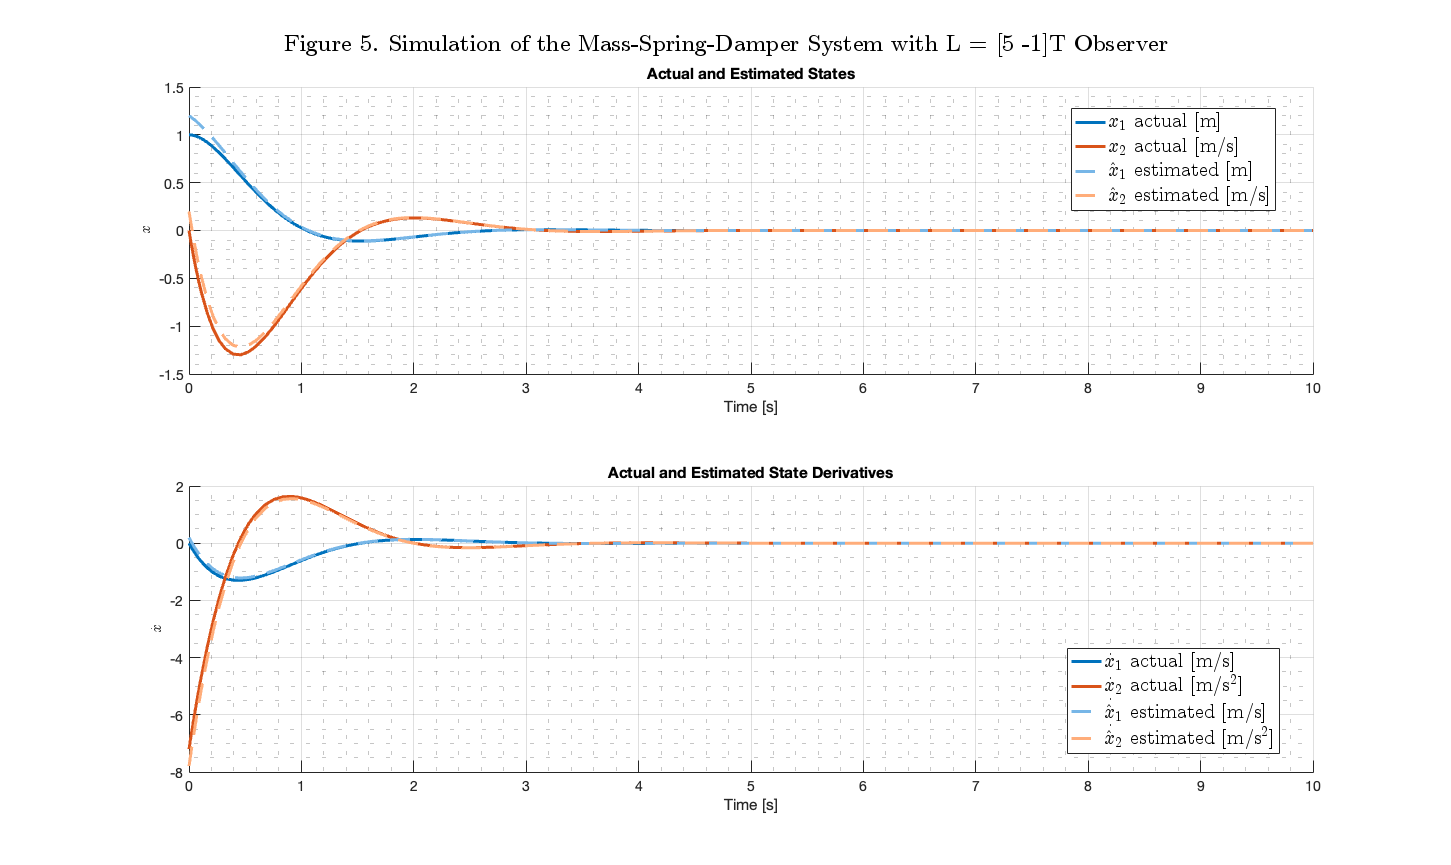 Figure 5. Simulation of the Mass-Spring-Damper System with L = [5 -1]T Observer
Actual and Estimated States
1.5
1
0.5
0
-0.5
-1
-1.5
x
x₁ actual [m]
x₂ actual [m/s]
x̂₁ estimated [m]
x̂₂ estimated [m/s]
0 1 2 3 4 5 6 7 8 9 10
Time [s]
Actual and Estimated State Derivatives
2
0
-2
-4
-6
-8
ẋ
ẋ₁ actual [m/s]
ẋ₂ actual [m/s²]
x̂̇₁ estimated [m/s]
x̂̇₂ estimated [m/s²]
0 1 2 3 4 5 6 7 8 9 10
Time [s]